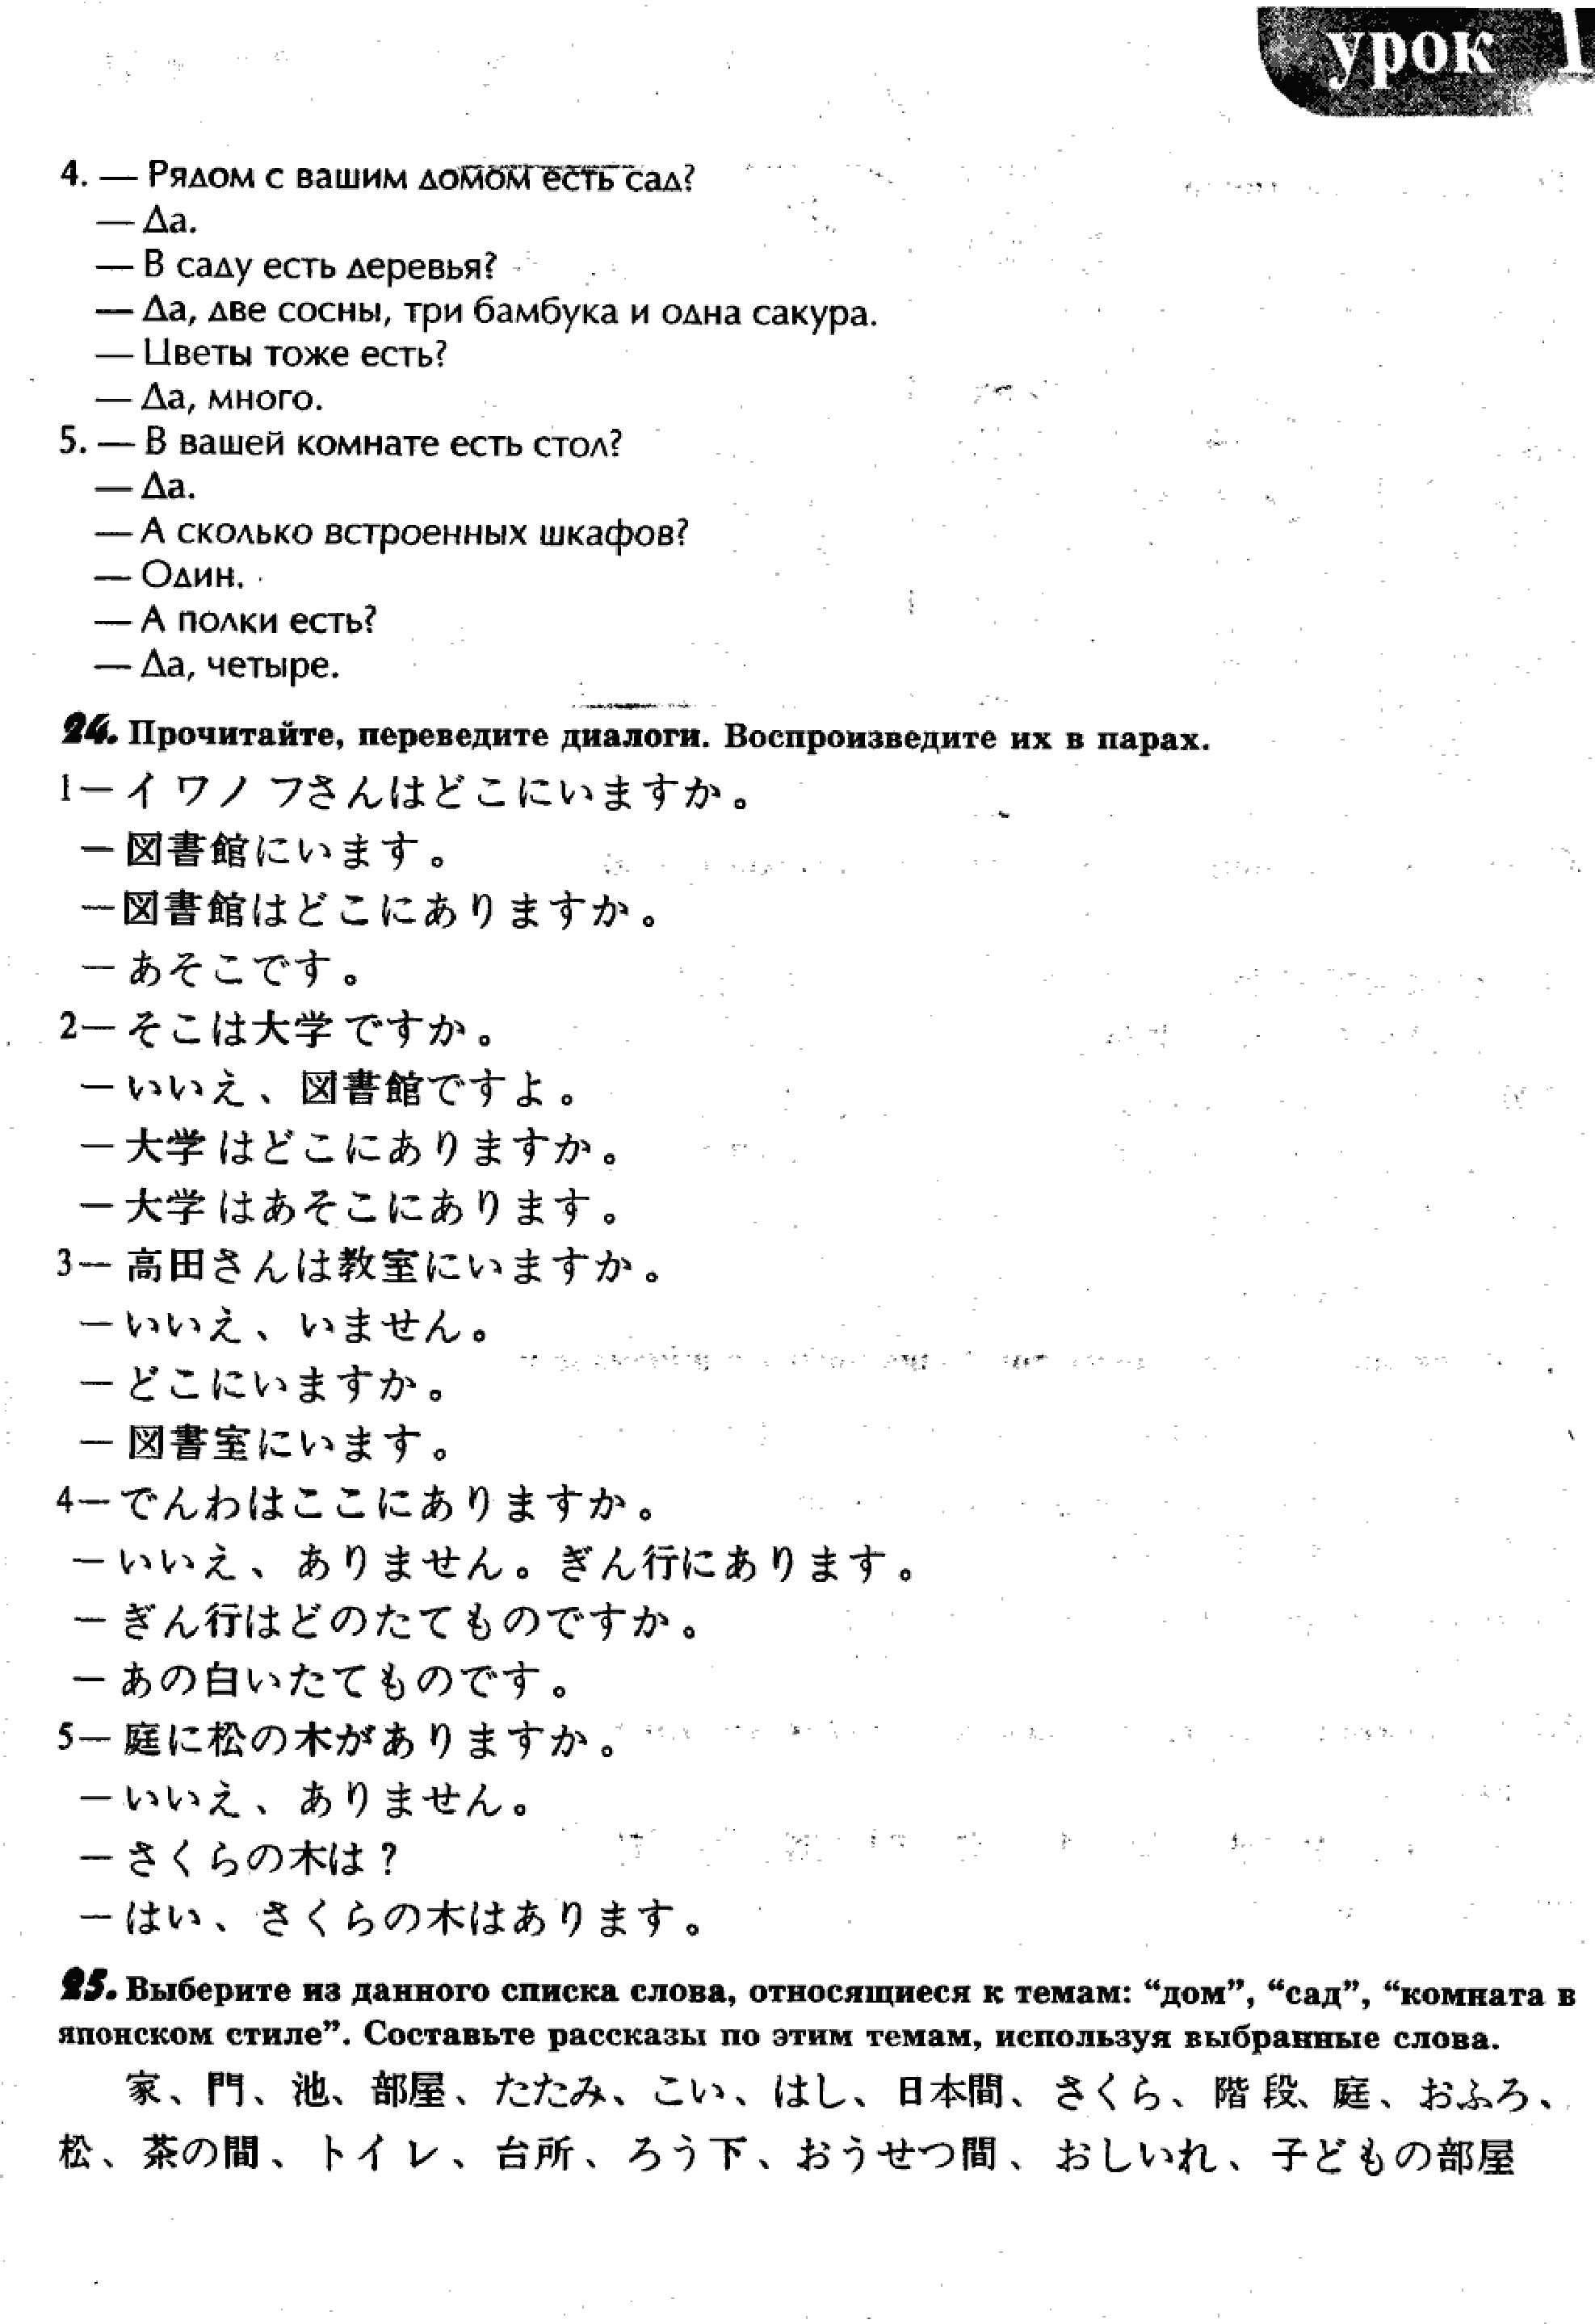 урок 1
4. — Рядом с вашим домом есть сад?
— Да.
— В саду есть деревья?
— Да, две сосны, три бамбука и одна сакура.
— Цветы тоже есть?
— Да, много.
5. — В вашей комнате есть стол?
— Да.
— А сколько встроенных шкафов?
— Один.
— А полки есть?
— Да, четыре.
24. Прочитайте, переведите диалоги. Воспроизведите их в парах.
1— イワノフさんはどこにいますか。
— 図書館にいます。
— 図書館はどこにありますか。
— あそこです。
2— そこは大学ですか。
— いいえ、図書館ですよ。
— 大学はどこにありますか。
— 大学はあそこにあります。
3— 高田さんは教室にいますか。
— いいえ、いません。
— どこにいますか。
— 図書室にいます。
4— でんわはここにありますか。
— いいえ、ありません。ぎん行にあります。
— ぎん行はどのたてものですか。
— あの白いたてものです。
5— 庭に松の木がありますか。
— いいえ、ありません。
— さくらの木は？
— はい、さくらの木はあります。
25. Выберите из данного списка слова, относящиеся к темам: “дом”, “сад”, “комната в
японском стиле”. Составьте рассказы по этим темам, используя выбранные слова.
家、門、池、部屋、たたみ、こい、はし、日本間、さくら、階段、庭、おふろ、
松、茶の間、トイレ、台所、ろう下、おうせつ間、おしいれ、子どもの部屋